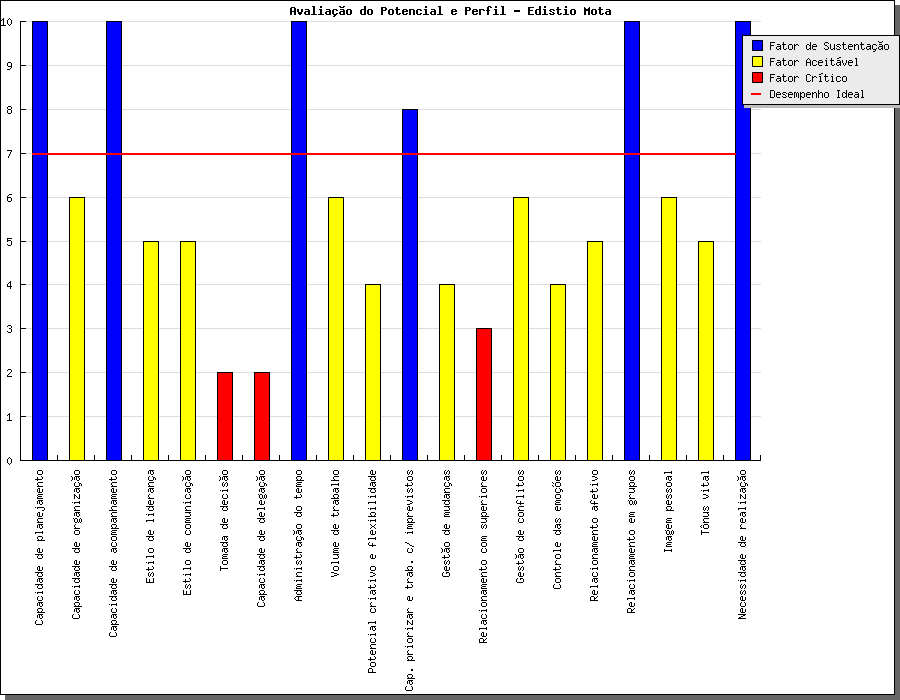 Avaliação do Potencial e Perfil - Edistio Mota
10
9
8
7
6
5
4
3
2
1
0
Fator de Sustentação
Fator Aceitável
Fator Crítico
Desempenho Ideal
Capacidade de planejamento
Capacidade de organização
Capacidade de acompanhamento
Estilo de liderança
Estilo de comunicação
Tomada de decisão
Capacidade de delegação
Administração do tempo
Volume de trabalho
Potencial criativo e flexibilidade
Cap. priorizar e trab. c/ imprevistos
Gestão de mudanças
Relacionamento com superiores
Gestão de conflitos
Controle das emoções
Relacionamento afetivo
Relacionamento em grupos
Imagem pessoal
Tônus vital
Necessidade de realização